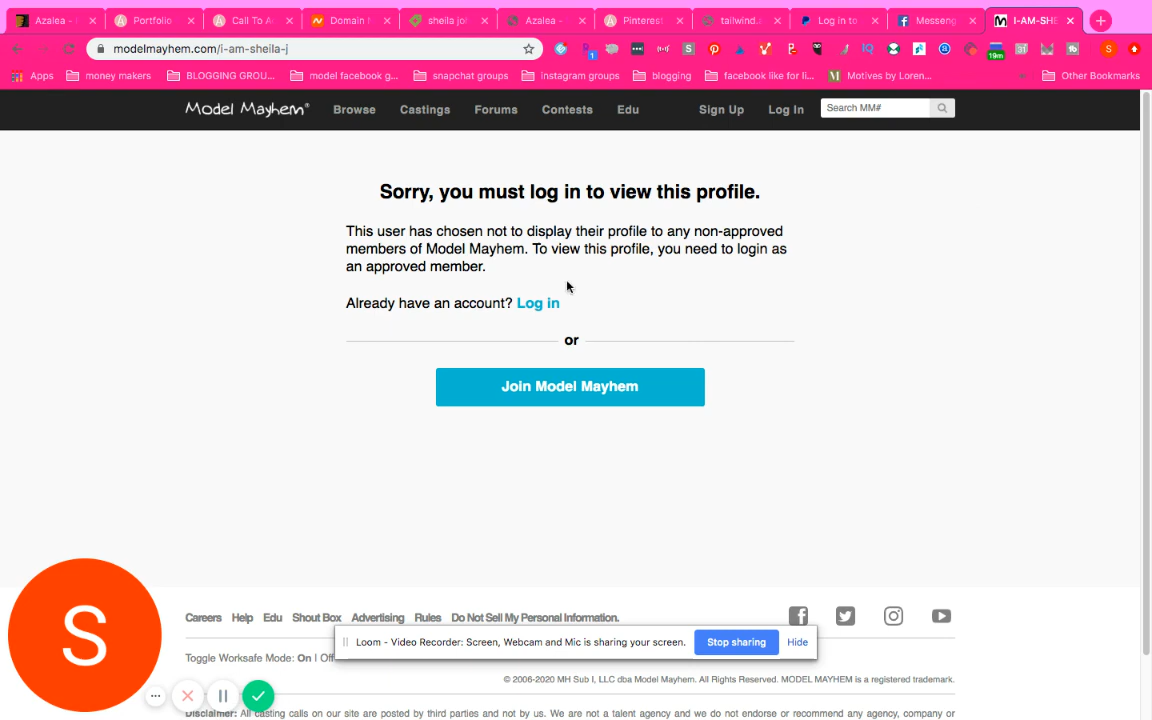 Azalea - Portfolio Call To A Domain N sheila jo Azalea - Pinteres tailwind. Log in to Messeng I-AM-SHE
modelmayhem.com/i-am-sheila-j
Apps money makers BLOGGING GROU... model facebook g... snapchat groups instagram groups blogging facebook like for li... Motives by Loren... Other Bookmarks
Model Mayhem® Browse Castings Forums Contests Edu Sign Up Log In Search MM#
Sorry, you must log in to view this profile.
This user has chosen not to display their profile to any non-approved
members of Model Mayhem. To view this profile, you need to login as
an approved member.
Already have an account? Log in
or
Join Model Mayhem
S
Careers Help Edu Shout Box Advertising Rules Do Not Sell My Personal Information.
Loom - Video Recorder: Screen, Webcam and Mic is sharing your screen. Stop sharing Hide
Toggle Worksafe Mode: On | Off
© 2006-2020 MH Sub I, LLC dba Model Mayhem. All Rights Reserved. MODEL MAYHEM is a registered trademark.
Disclaimer: All casting calls on our site are posted by third parties and not by us. We are not a talent agency and we do not endorse or recommend any agency, company or